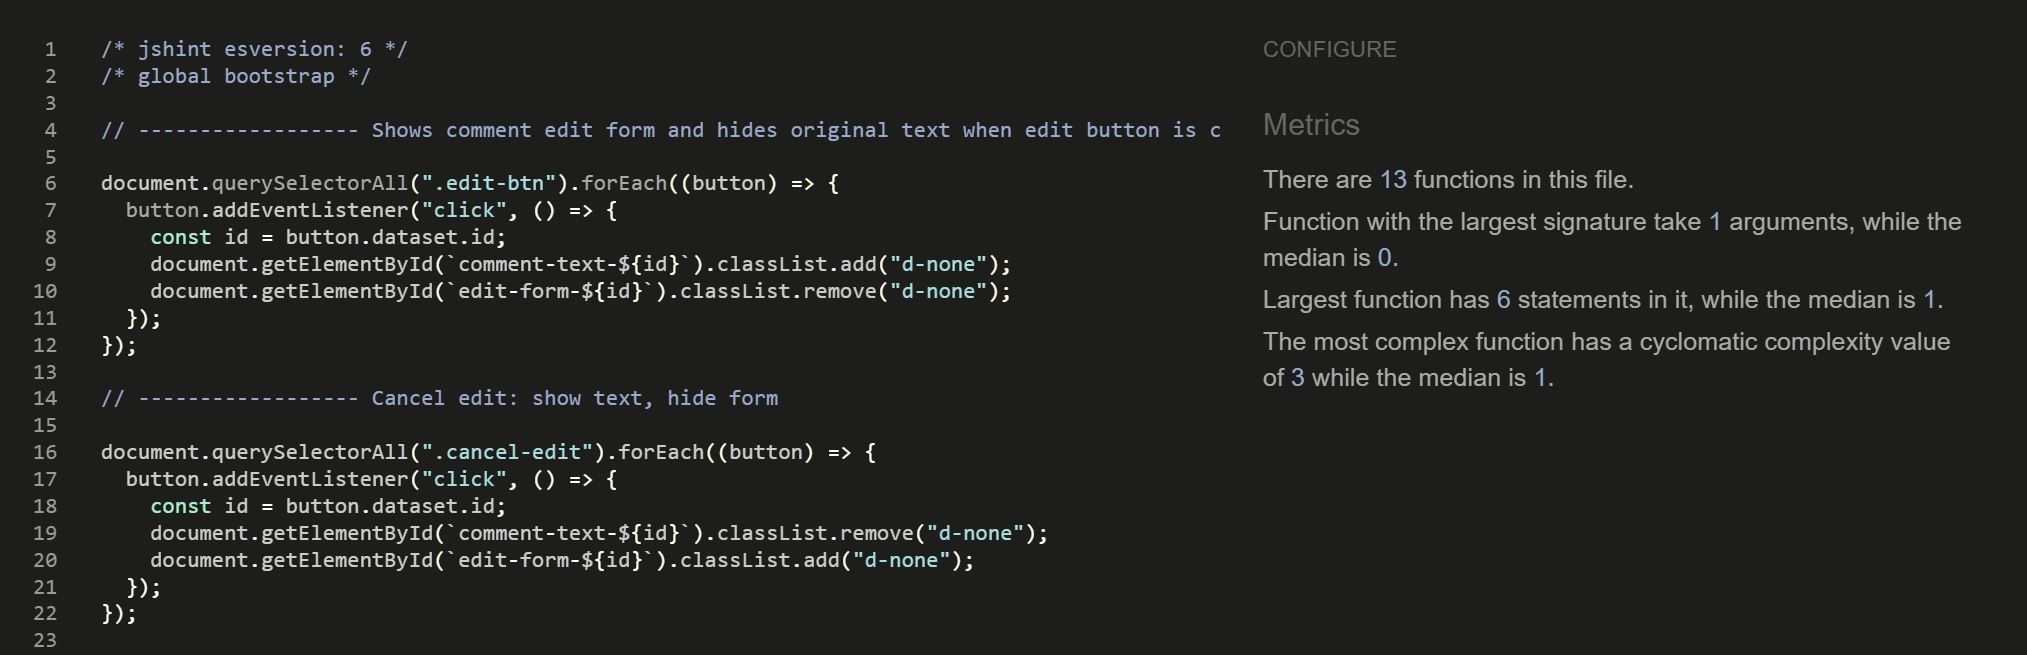 1 /* jshint esversion: 6 */
2 /* global bootstrap */
3
4 // ------------------ Shows comment edit form and hides original text when edit button is c
5
6 document.querySelectorAll(".edit-btn").forEach((button) => {
7   button.addEventListener("click", () => {
8     const id = button.dataset.id;
9     document.getElementById(`comment-text-${id}`).classList.add("d-none");
10     document.getElementById(`edit-form-${id}`).classList.remove("d-none");
11   });
12 });
13
14 // ------------------ Cancel edit: show text, hide form
15
16 document.querySelectorAll(".cancel-edit").forEach((button) => {
17   button.addEventListener("click", () => {
18     const id = button.dataset.id;
19     document.getElementById(`comment-text-${id}`).classList.remove("d-none");
20     document.getElementById(`edit-form-${id}`).classList.add("d-none");
21   });
22 });
23
CONFIGURE
Metrics
There are 13 functions in this file.
Function with the largest signature take 1 arguments, while the
median is 0.
Largest function has 6 statements in it, while the median is 1.
The most complex function has a cyclomatic complexity value
of 3 while the median is 1.